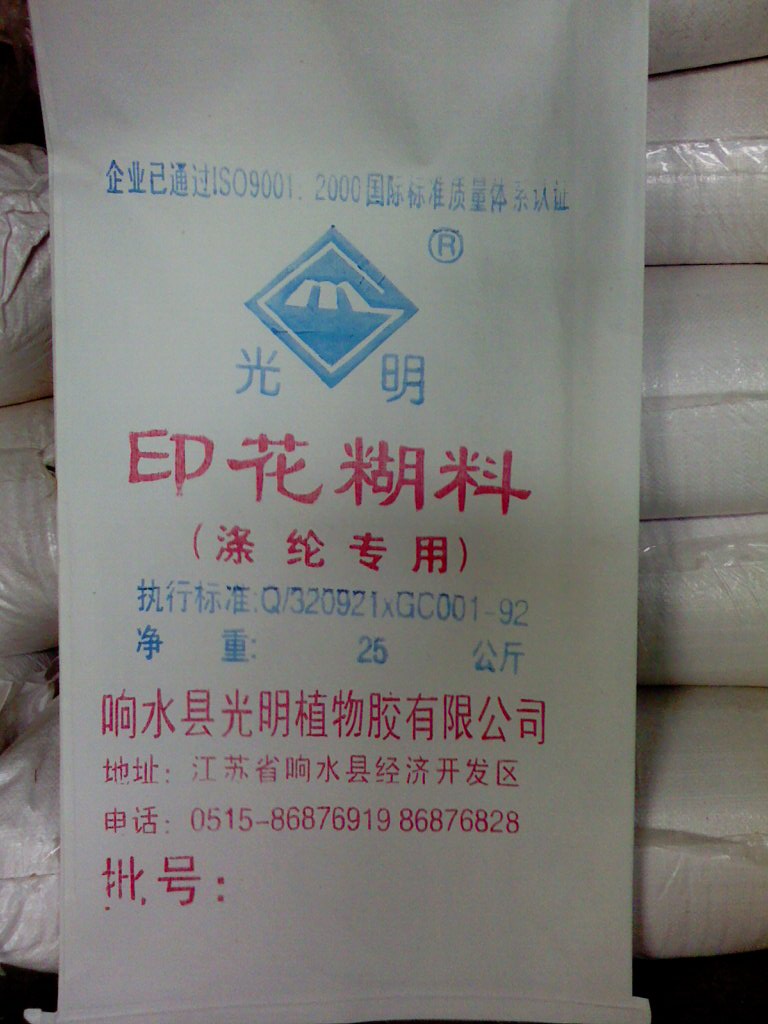 企业已通过ISO9001:2000国际标准质量体系认证
®
光明
印花糊料
(涤纶专用)
执行标准:Q/320921xGC001-92
净重: 25 公斤
响水县光明植物胶有限公司
地址: 江苏省响水县经济开发区
申话: 0515-86876919 86876828
批号: